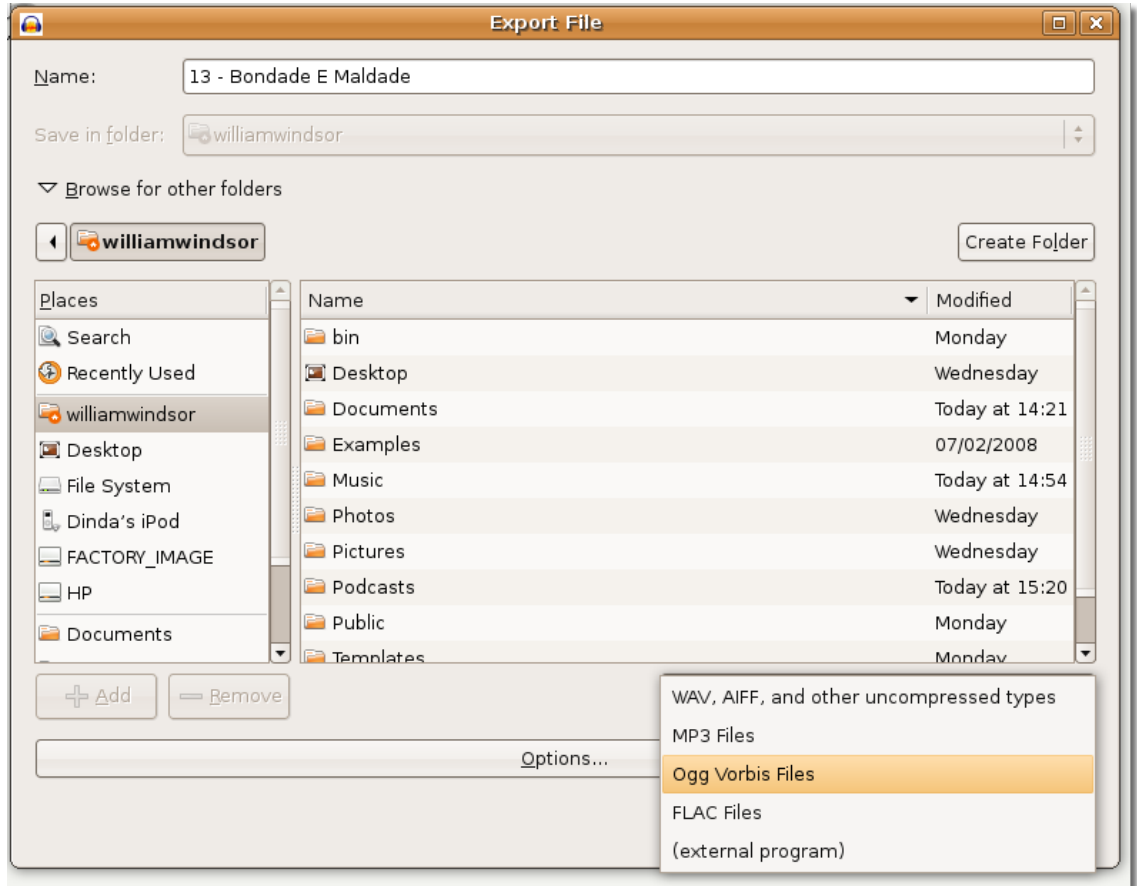 Export File
Name:
13 - Bondade E Maldade
Save in folder:
williamwindsor
Browse for other folders
williamwindsor
Create Folder
Places
Search
Recently Used
williamwindsor
Desktop
File System
Dinda's iPod
FACTORY_IMAGE
HP
Documents
Name Modified
bin Monday
Desktop Wednesday
Documents Today at 14:21
Examples 07/02/2008
Music Today at 14:54
Photos Wednesday
Pictures Wednesday
Podcasts Today at 15:20
Public Monday
Templates Monday
Add
Remove
Options...
WAV, AIFF, and other uncompressed types
MP3 Files
Ogg Vorbis Files
FLAC Files
(external program)